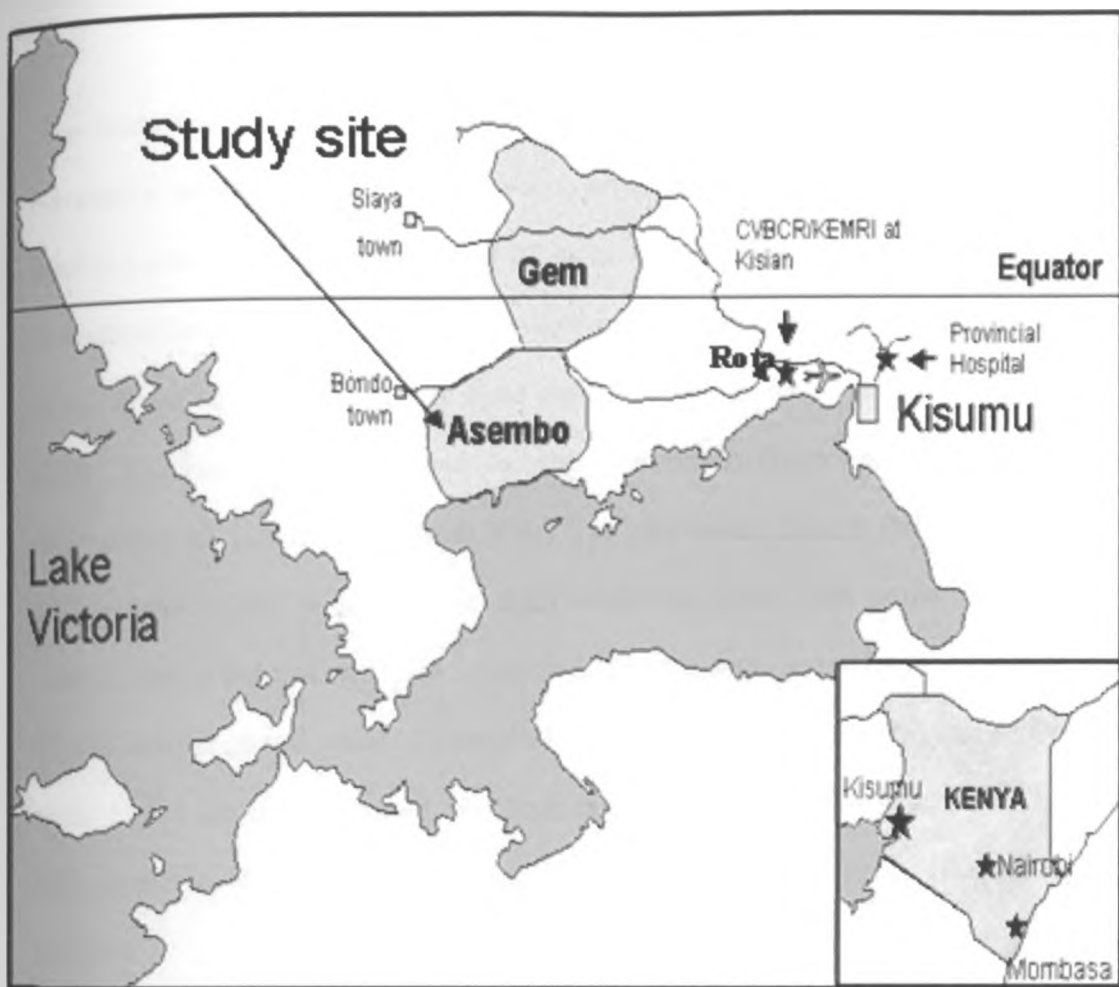 Study site
Siaya
town
CVBCR/KEMRI at
Kisian
Gem
Equator
Provincial
Hospital
Rota
Bondo
town
Asembo
Kisumu
Lake
Victoria
Kisumu
KENYA
Nairobi
Mombasa